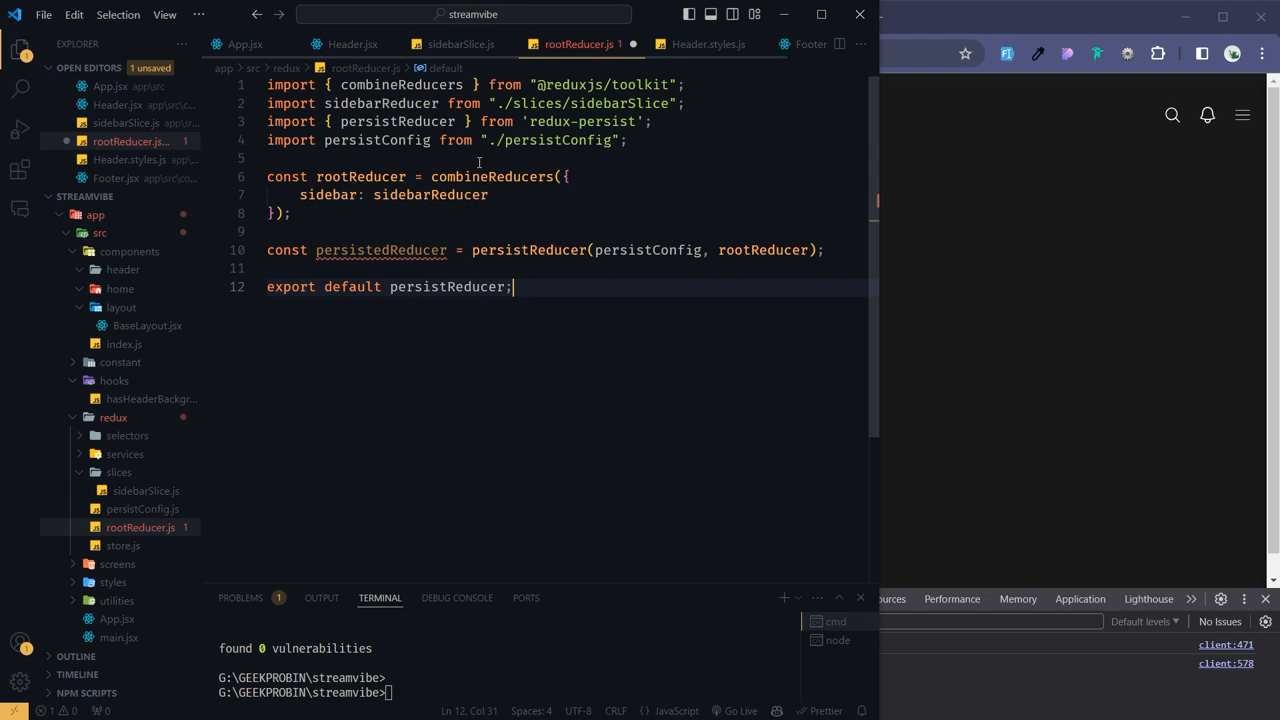 File Edit Selection View ··· streamvibe
EXPLORER ···
App.jsx Header.jsx sidebarSlice.js rootReducer.js 1 Header.styles.js Footer ···
OPEN EDITORS 1 unsaved
App.jsx app\src
Header.jsx app\src\c...
sidebarSlice.js app\sr...
rootReducer.js... 1
Header.styles.js app\...
Footer.jsx app\src\co...
STREAMVIBE
app
src
components
header
home
layout
BaseLayout.jsx
index.js
constant
hooks
hasHeaderBackgr...
redux
selectors
services
slices
sidebarSlice.js
persistConfig.js
rootReducer.js 1
store.js
screens
styles
utilities
App.jsx
main.jsx
OUTLINE
TIMELINE
NPM SCRIPTS
app > src > redux > rootReducer.js > default
1 import { combineReducers } from "@reduxjs/toolkit";
2 import sidebarReducer from "./slices/sidebarSlice";
3 import { persistReducer } from 'redux-persist';
4 import persistConfig from "./persistConfig";
5
6 const rootReducer = combineReducers({
7 sidebar: sidebarReducer
8 });
9
10 const persistedReducer = persistReducer(persistConfig, rootReducer);
11
12 export default persistReducer;
PROBLEMS 1 OUTPUT TERMINAL DEBUG CONSOLE PORTS
found 0 vulnerabilities
G:\GEEKPROBIN\streamvibe>
G:\GEEKPROBIN\streamvibe>
cmd
node
1 0 0 Ln 12, Col 31 Spaces: 4 UTF-8 CRLF { } JavaScript Go Live Prettier
ources Performance Memory Application Lighthouse
Default levels No Issues
client:471
client:578